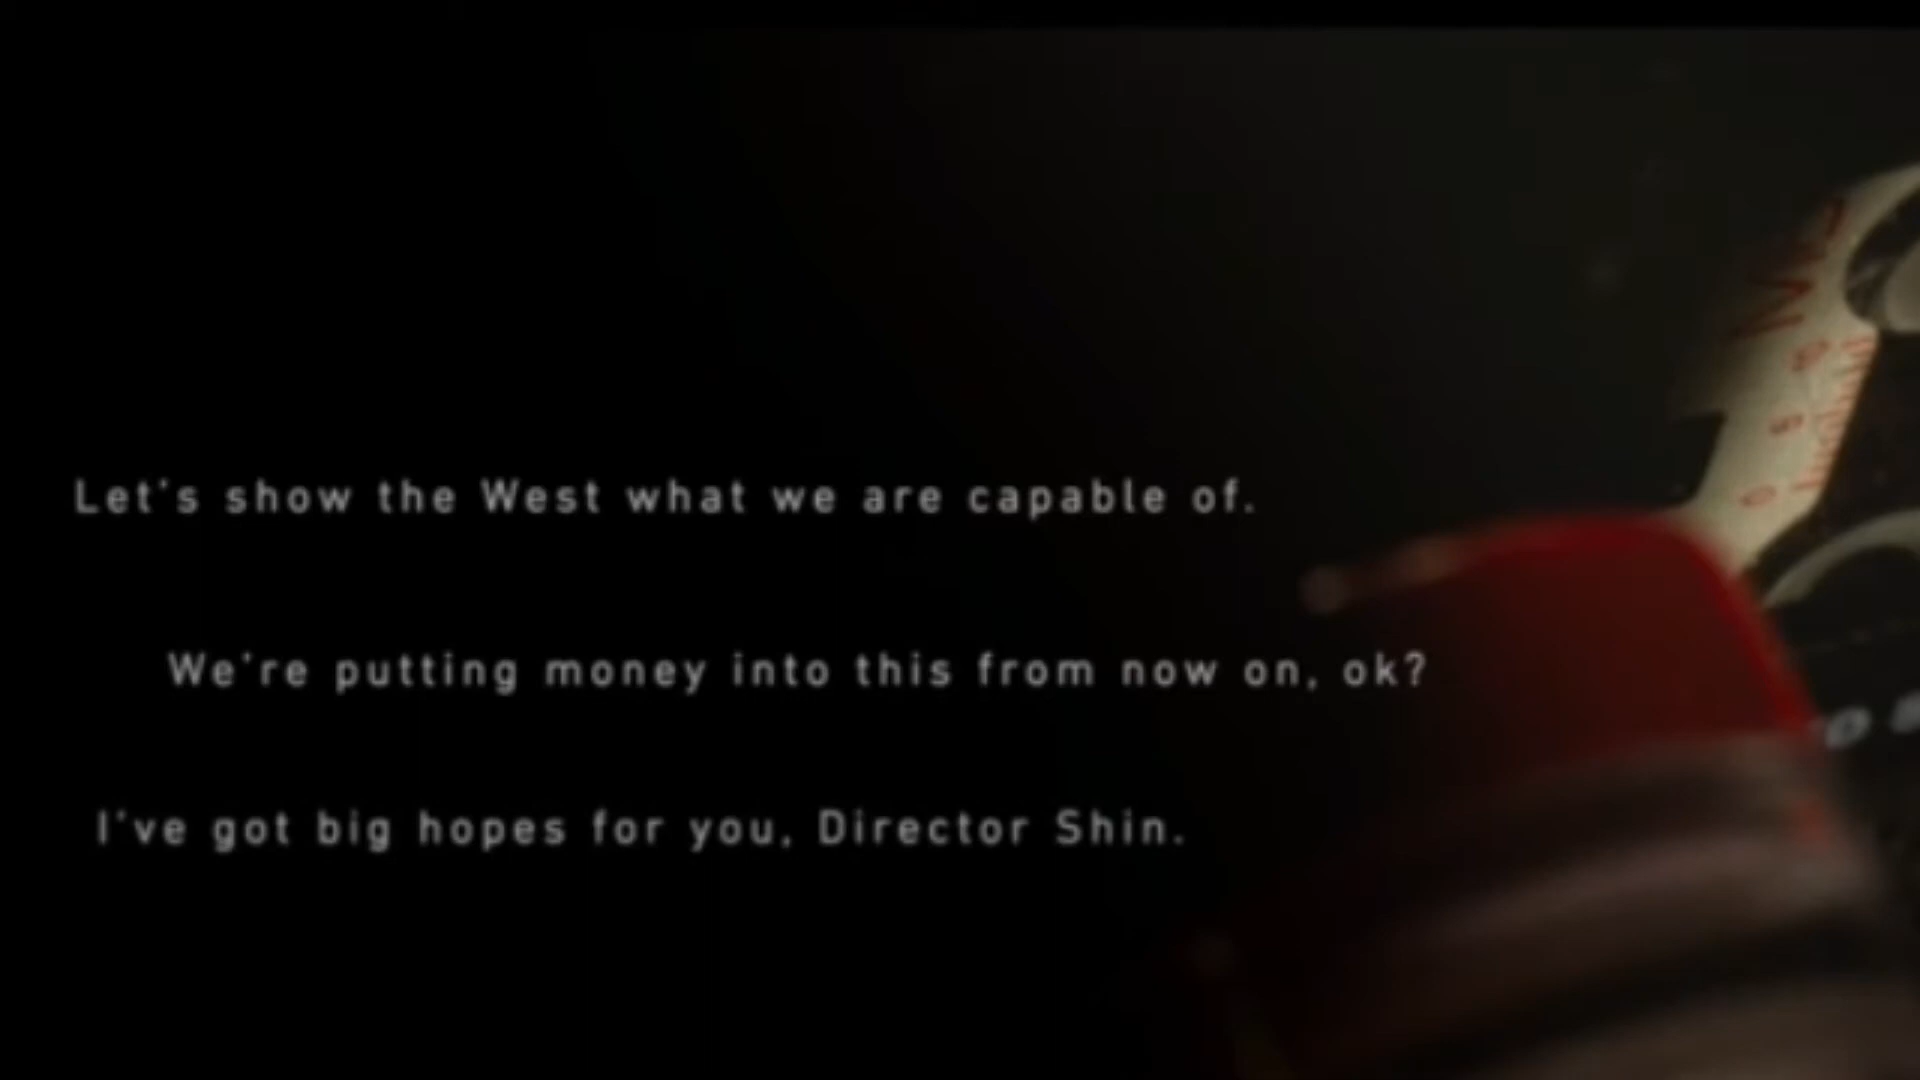 Let's show the West what we are capable of.
We're putting money into this from now on, ok?
I've got big hopes for you, Director Shin.